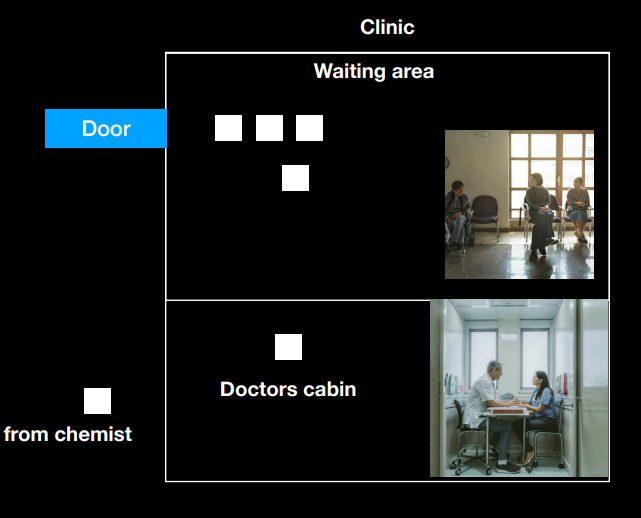 Clinic
Waiting area
Door
Doctors cabin
from chemist